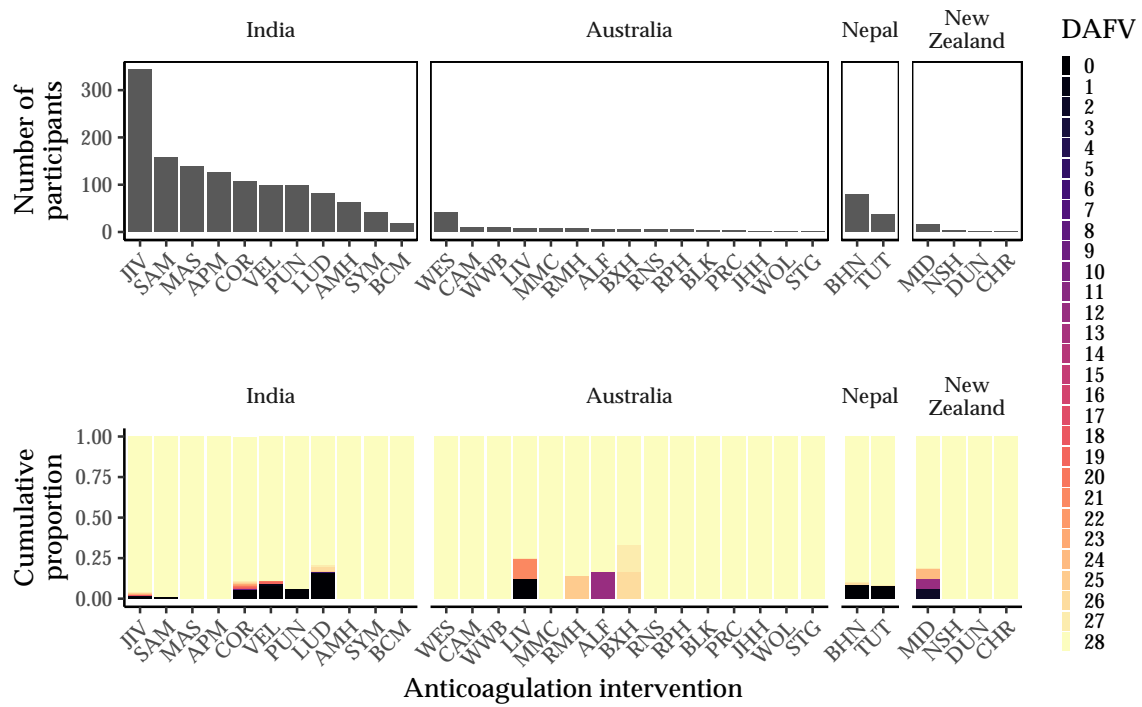 India
Australia
Nepal
New
Zealand
Number of
participants
300
200
100
0
JIV SAM MAS APM COR VEL PUN LUD AMH SYM BCM
WES CAM WWB LIV MMC RMH ALF BXH RNS RPH BLK PRC JHH WOL STG
BHN TUT
MID NSH DUN CHR
India
Australia
Nepal
New
Zealand
Cumulative
proportion
1.00
0.75
0.50
0.25
0.00
JIV SAM MAS APM COR VEL PUN LUD AMH SYM BCM
WES CAM WWB LIV MMC RMH ALF BXH RNS RPH BLK PRC JHH WOL STG
BHN TUT
MID NSH DUN CHR
Anticoagulation intervention
DAFV
0
1
2
3
4
5
6
7
8
9
10
11
12
13
14
15
16
17
18
19
20
21
22
23
24
25
26
27
28